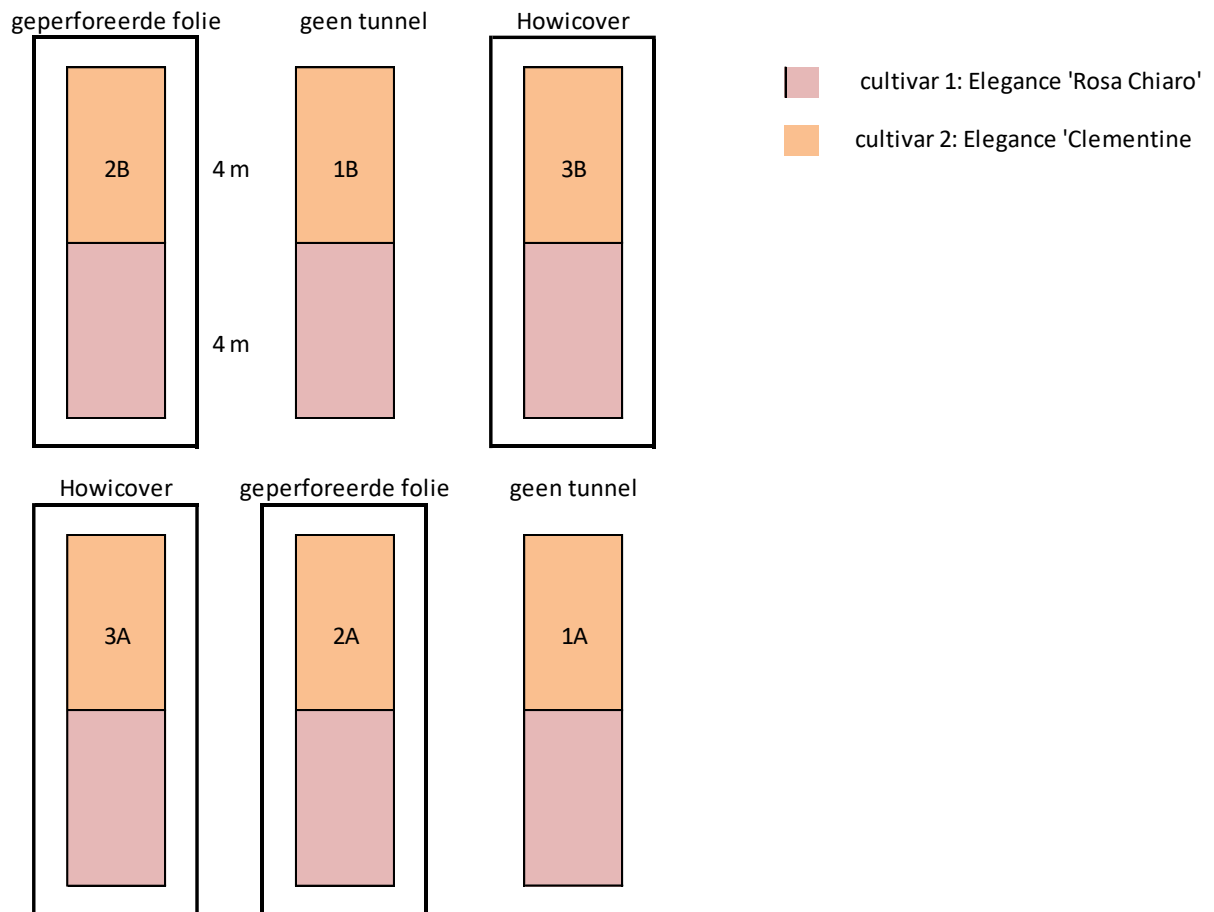 geperforeerde folie
geen tunnel
Howicover
cultivar 1: Elegance 'Rosa Chiaro'
cultivar 2: Elegance 'Clementine
2B
4 m
1B
3B
4 m
Howicover
geperforeerde folie
geen tunnel
3A
2A
1A